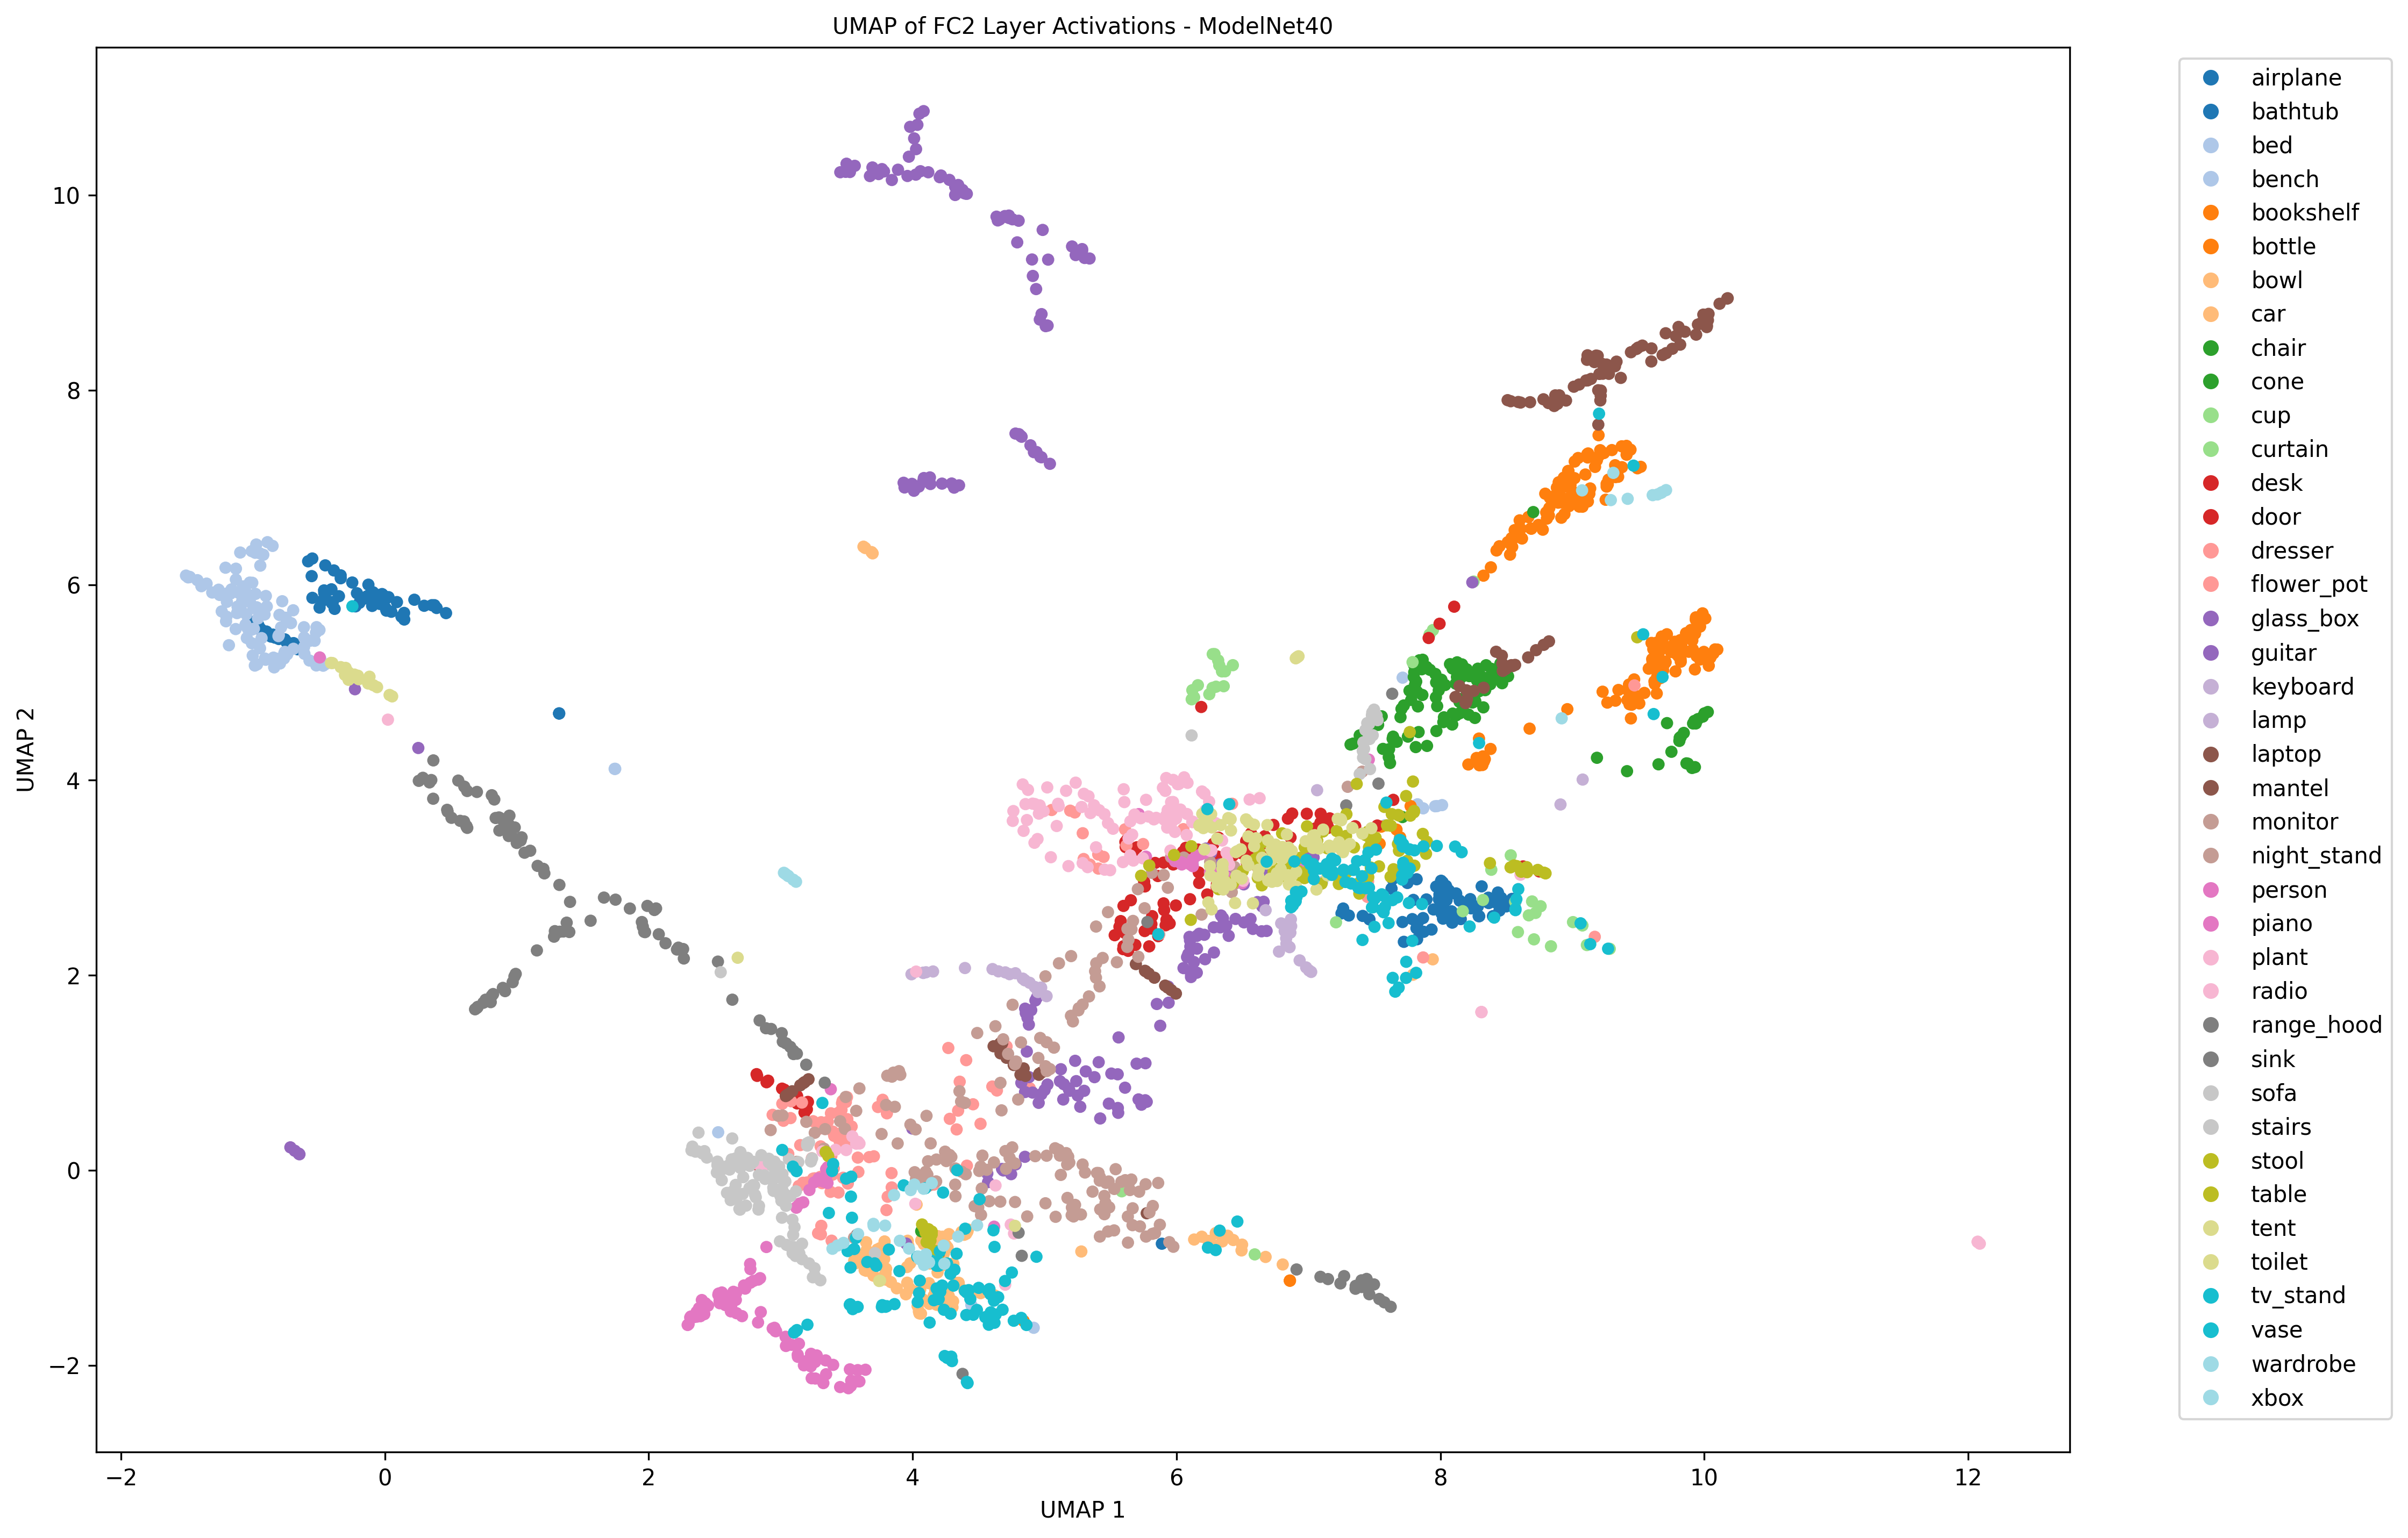 UMAP of FC2 Layer Activations - ModelNet40
UMAP 2
10
8
6
4
2
0
−2
−2
0
2
4
6
8
10
12
UMAP 1
airplane
bathtub
bed
bench
bookshelf
bottle
bowl
car
chair
cone
cup
curtain
desk
door
dresser
flower_pot
glass_box
guitar
keyboard
lamp
laptop
mantel
monitor
night_stand
person
piano
plant
radio
range_hood
sink
sofa
stairs
stool
table
tent
toilet
tv_stand
vase
wardrobe
xbox